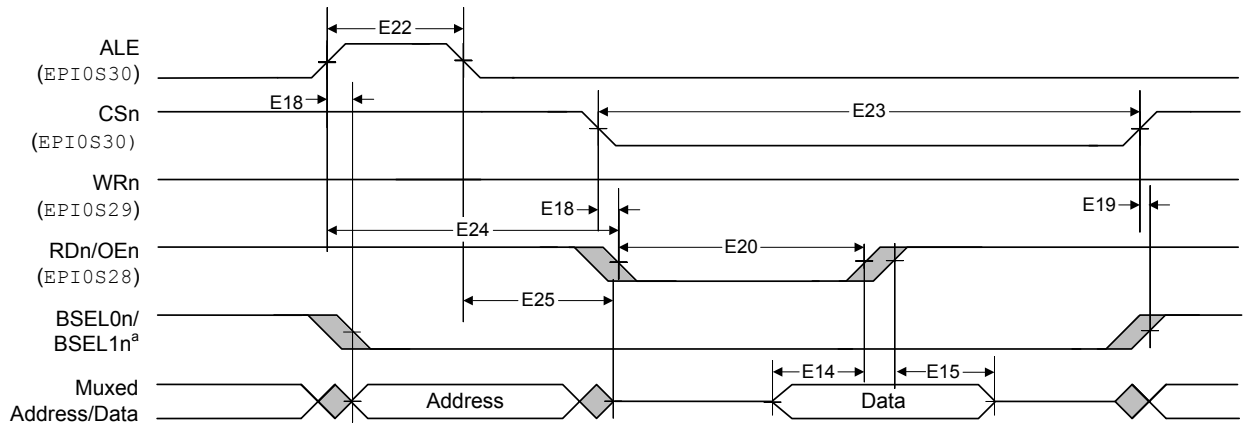 E22
ALE
(EPI0S30)
E18
CSn
E23
(EPI0S30)
WRn
(EPI0S29)
E18
E19
E24
RDn/OEn
E20
(EPI0S28)
E25
BSEL0n/
BSEL1nª
E14
E15
Muxed
Address/Data
Address
Data